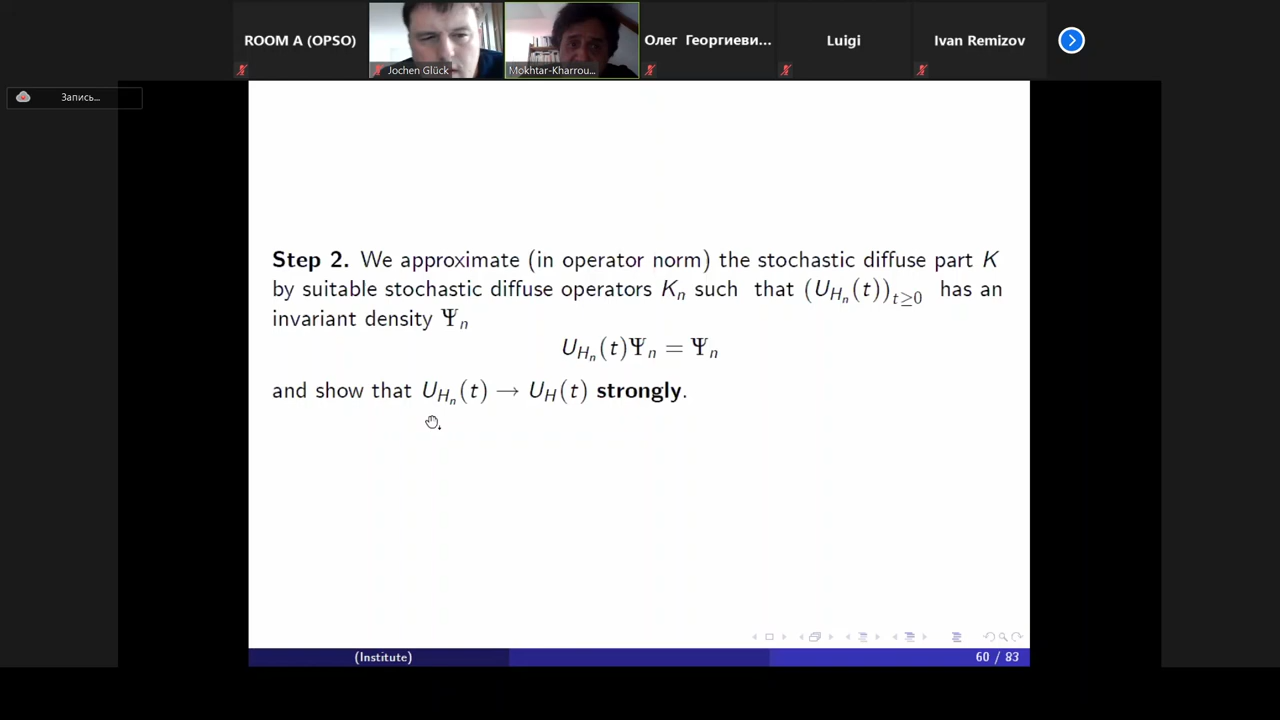 ROOM A (OPSO)
Jochen Glück
Mokhtar-Kharrou...
Олег Георгиеви...
Luigi
Ivan Remizov
Запись...
Step 2. We approximate (in operator norm) the stochastic diffuse part K
by suitable stochastic diffuse operators Kₙ such that (U_{Hₙ}(t))_{t≥0} has an
invariant density Ψₙ
U_{Hₙ}(t)Ψₙ = Ψₙ
and show that U_{Hₙ}(t) → U_H(t) strongly.
(Institute)
60 / 83